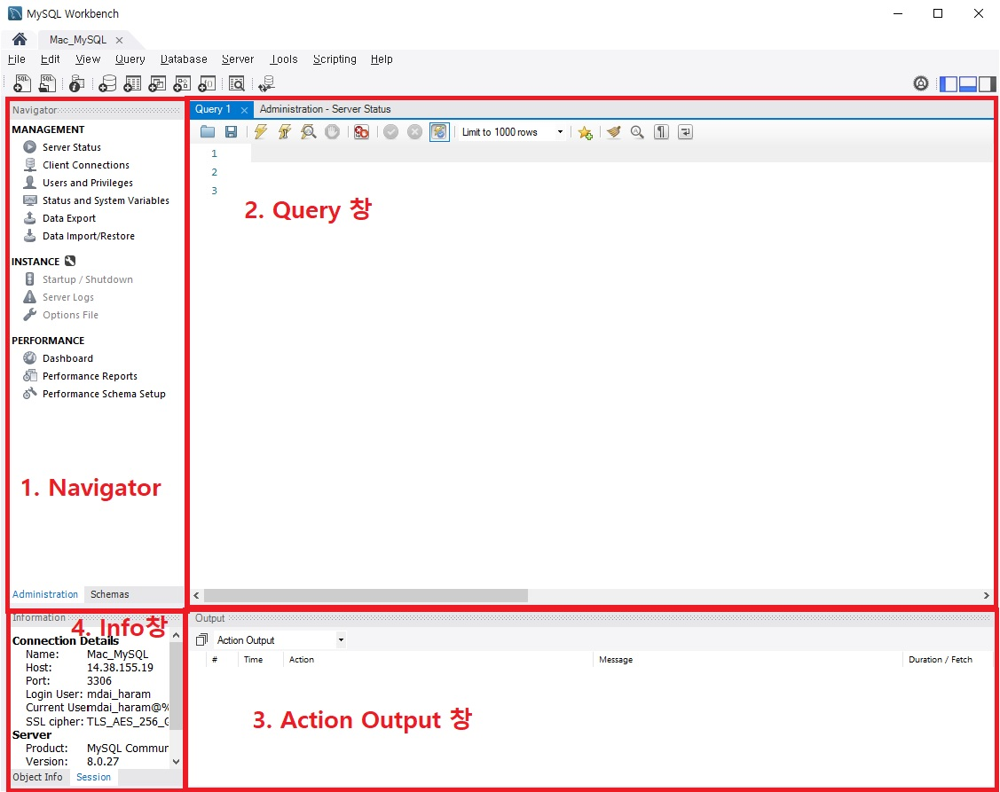 MySQL Workbench
Mac_MySQL
File Edit View Query Database Server Tools Scripting Help
Navigator
MANAGEMENT
Server Status
Client Connections
Users and Privileges
Status and System Variables
Data Export
Data Import/Restore
INSTANCE
Startup / Shutdown
Server Logs
Options File
PERFORMANCE
Dashboard
Performance Reports
Performance Schema Setup
1. Navigator
Administration Schemas
Query 1 Administration - Server Status
Limit to 1000 rows
1
2
3
2. Query 창
Information
4. Info창
Connection Details
Name: Mac_MySQL
Host: 14.38.155.19
Port: 3306
Login User: mdai_haram
Current Use mdai_haram@%
SSL cipher: TLS_AES_256_G
Server
Product: MySQL Commur
Version: 8.0.27
Object Info Session
Output
Action Output
# Time Action Message Duration / Fetch
3. Action Output 창